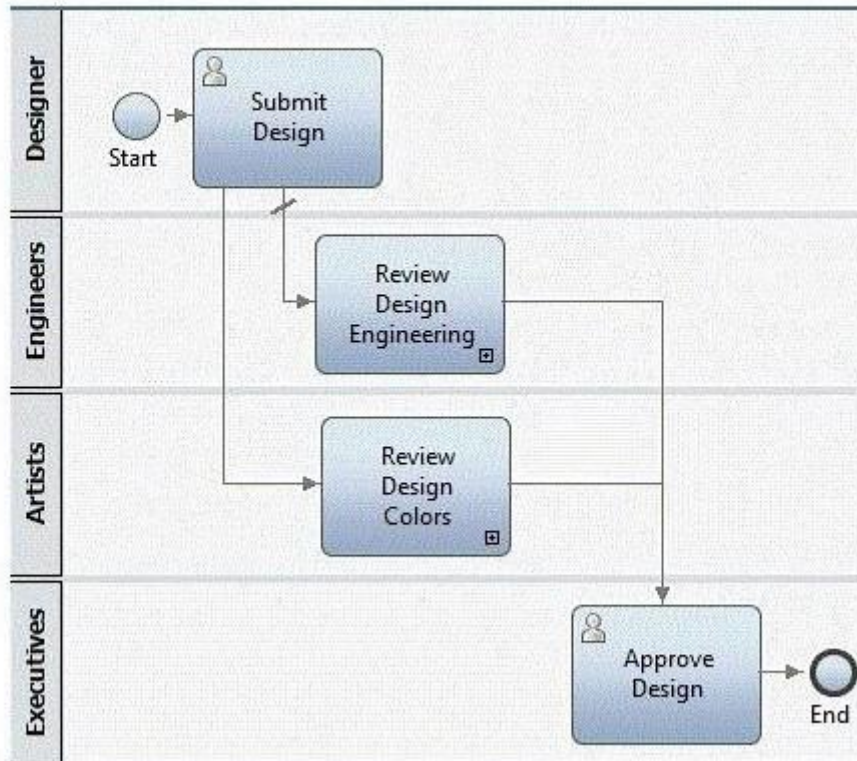 Designer
Submit
Design
Start
Engineers
Review
Design
Engineering
Artists
Review
Design
Colors
Executives
Approve
Design
End